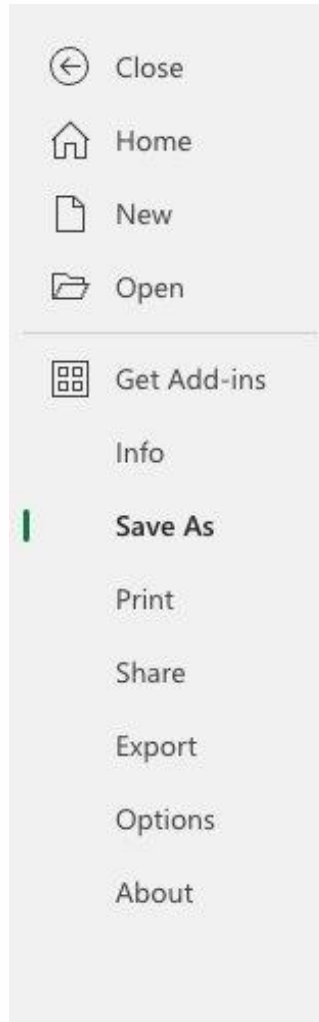 Close
Home
New
Open
Get Add-ins
Info
Save As
Print
Share
Export
Options
About